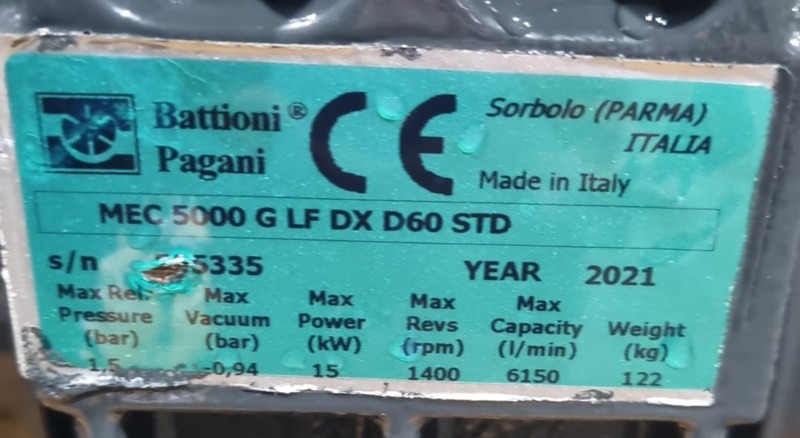 Battioni®
Pagani
CE
Sorbolo (PARMA)
ITALIA
Made in Italy
MEC 5000 G LF DX D60 STD
s/n 5335 YEAR 2021
Max Rel. Max Max Max Max Weight
Pressure Vacuum Power Revs Capacity (kg)
(bar) (bar) (kW) (rpm) (l/min)
1,5 -0,94 15 1400 6150 122